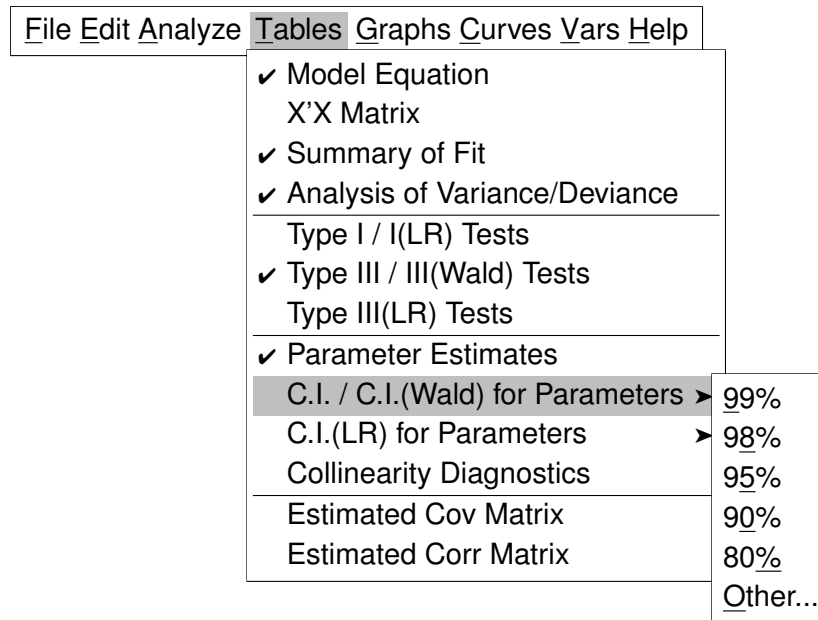 File Edit Analyze Tables Graphs Curves Vars Help
✔ Model Equation
X'X Matrix
✔ Summary of Fit
✔ Analysis of Variance/Deviance
Type I / I(LR) Tests
✔ Type III / III(Wald) Tests
Type III(LR) Tests
✔ Parameter Estimates
C.I. / C.I.(Wald) for Parameters ➤
C.I.(LR) for Parameters ➤
Collinearity Diagnostics
Estimated Cov Matrix
Estimated Corr Matrix
99%
98%
95%
90%
80%
Other...